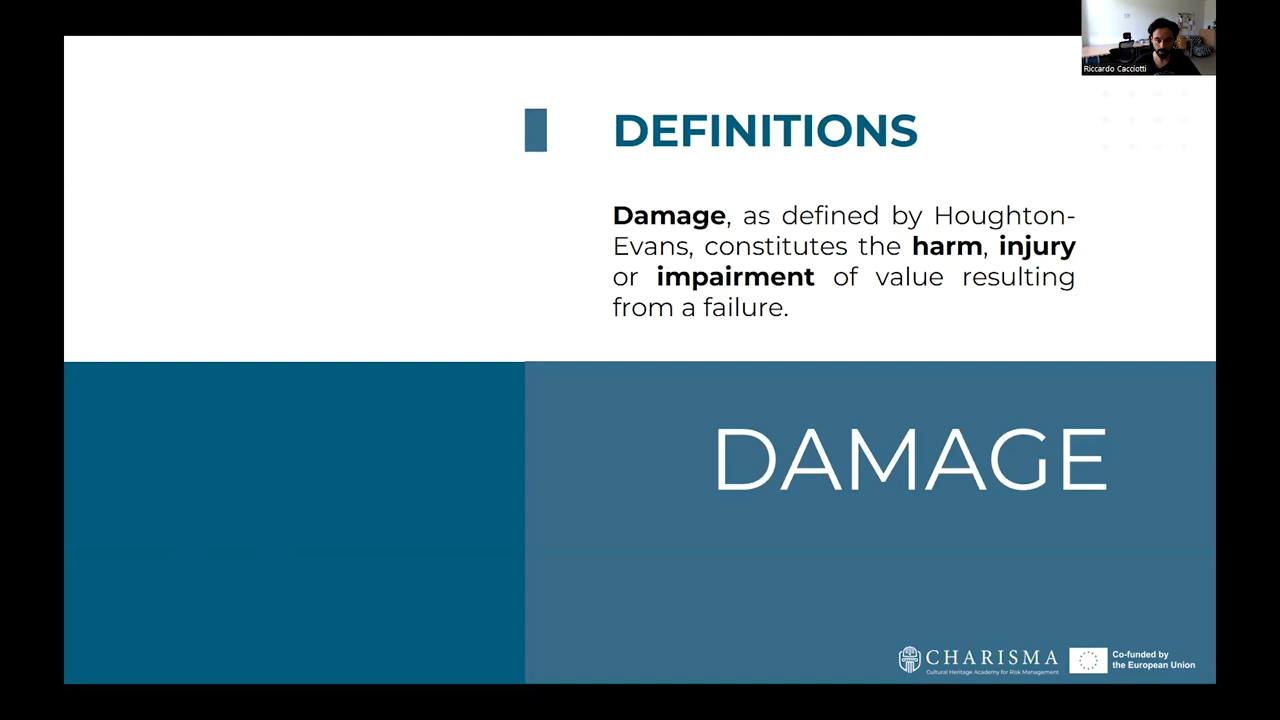 Riccardo Cacciotti
DEFINITIONS
Damage, as defined by Houghton-
Evans, constitutes the harm, injury
or impairment of value resulting
from a failure.
DAMAGE
CHARISMA
Cultural Heritage Academy for Risk Management
Co-funded by
the European Union